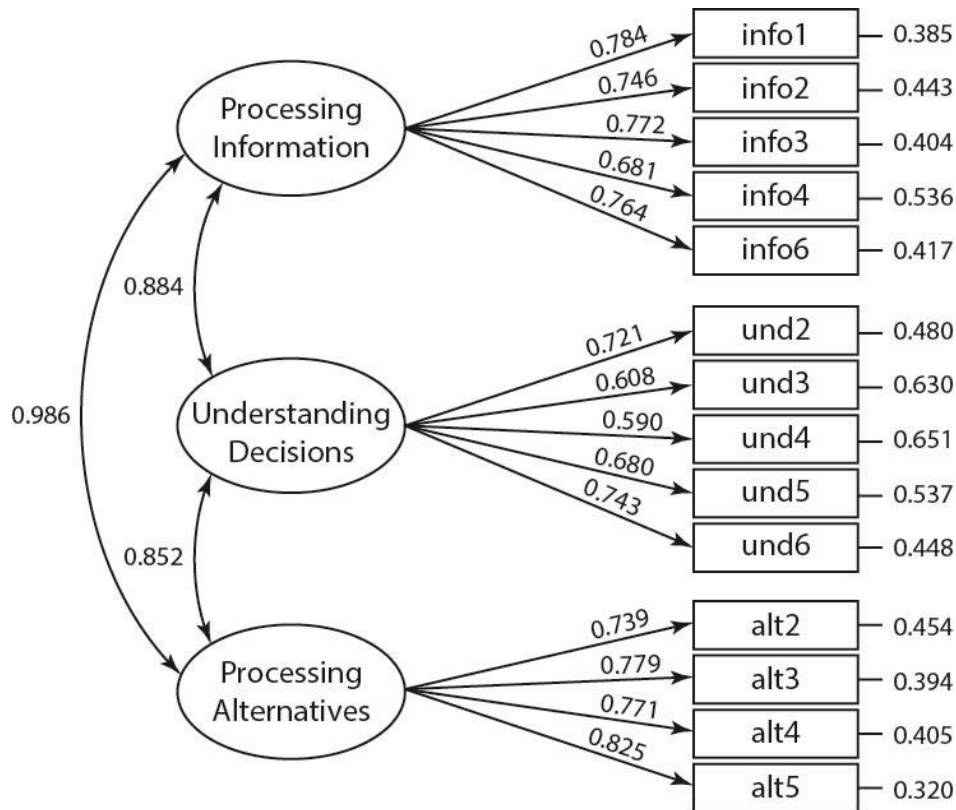 Processing
Information
0.784
0.746
0.772
0.681
0.764
info1
0.385
info2
0.443
info3
0.404
info4
0.536
info6
0.417
0.884
0.986
Understanding
Decisions
0.721
0.608
0.590
0.680
0.743
und2
0.480
und3
0.630
und4
0.651
und5
0.537
und6
0.448
0.852
Processing
Alternatives
0.739
0.779
0.771
0.825
alt2
0.454
alt3
0.394
alt4
0.405
alt5
0.320